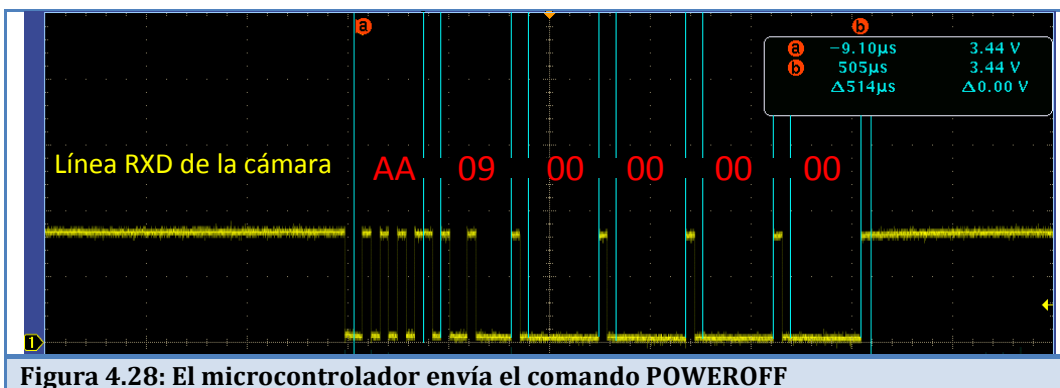 a b
a −9.10µs 3.44 V
b 505µs 3.44 V
Δ514µs Δ0.00 V
Línea RXD de la cámara AA 09 00 00 00 00
1
Figura 4.28: El microcontrolador envía el comando POWEROFF